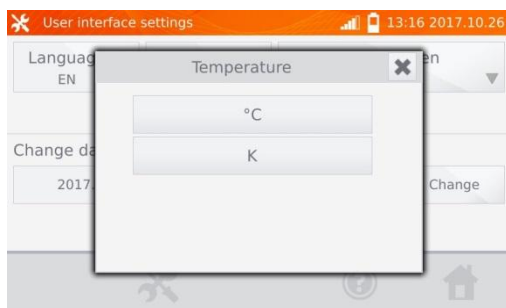 User interface settings
13:16 2017.10.26
Languag
EN
en
Temperature
°C
K
Change da
2017.
Change